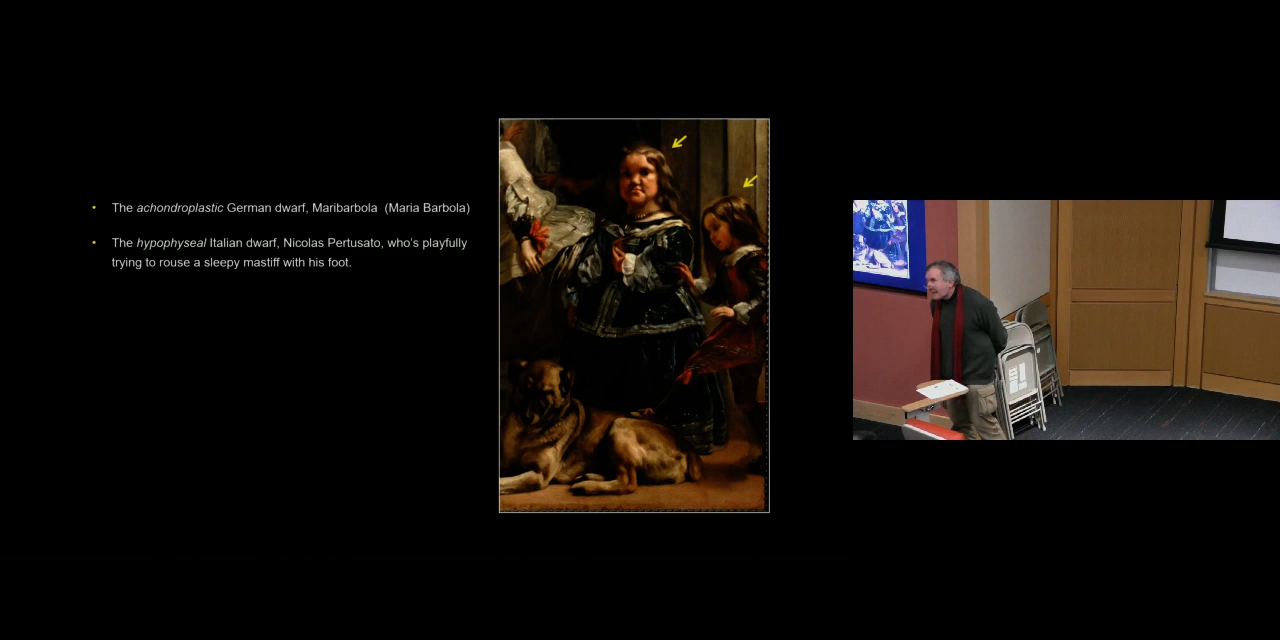 The achondroplastic German dwarf, Maribarbola (Maria Barbola)
The hypophyseal Italian dwarf, Nicolas Pertusato, who's playfully
trying to rouse a sleepy mastiff with his foot.